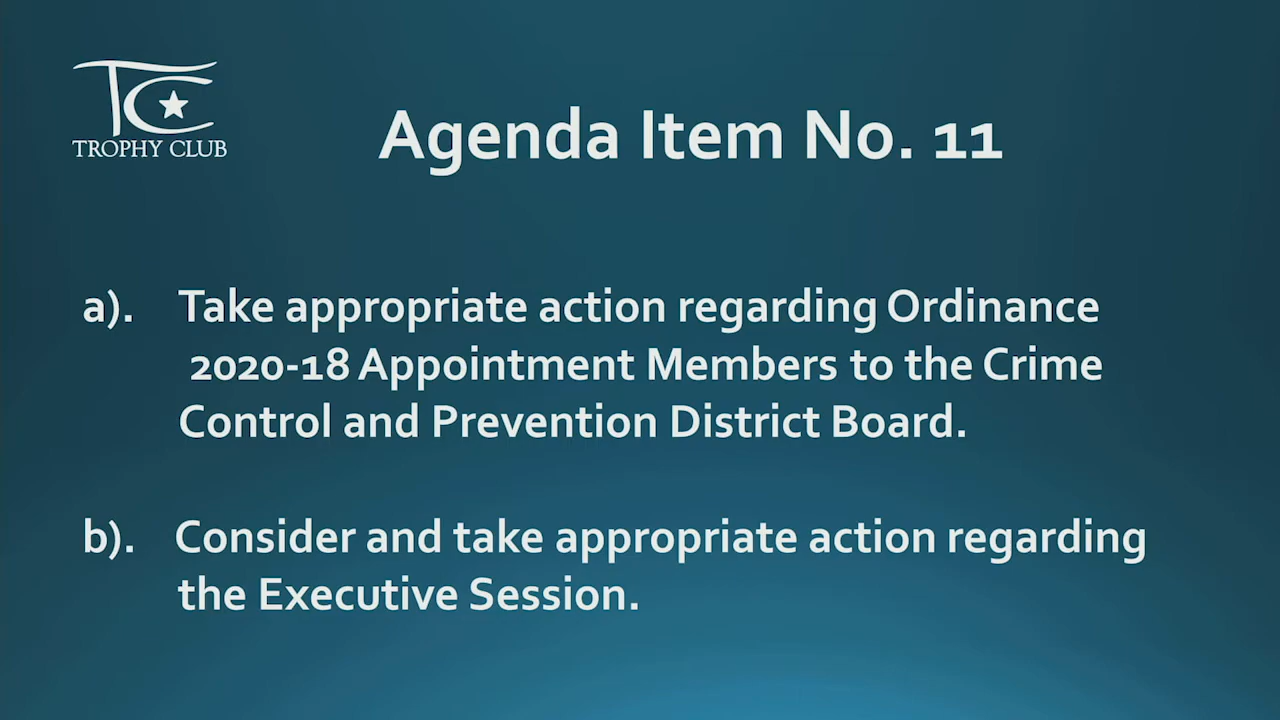 TC
TROPHY CLUB
Agenda Item No. 11
a). Take appropriate action regarding Ordinance
2020-18 Appointment Members to the Crime
Control and Prevention District Board.
b). Consider and take appropriate action regarding
the Executive Session.